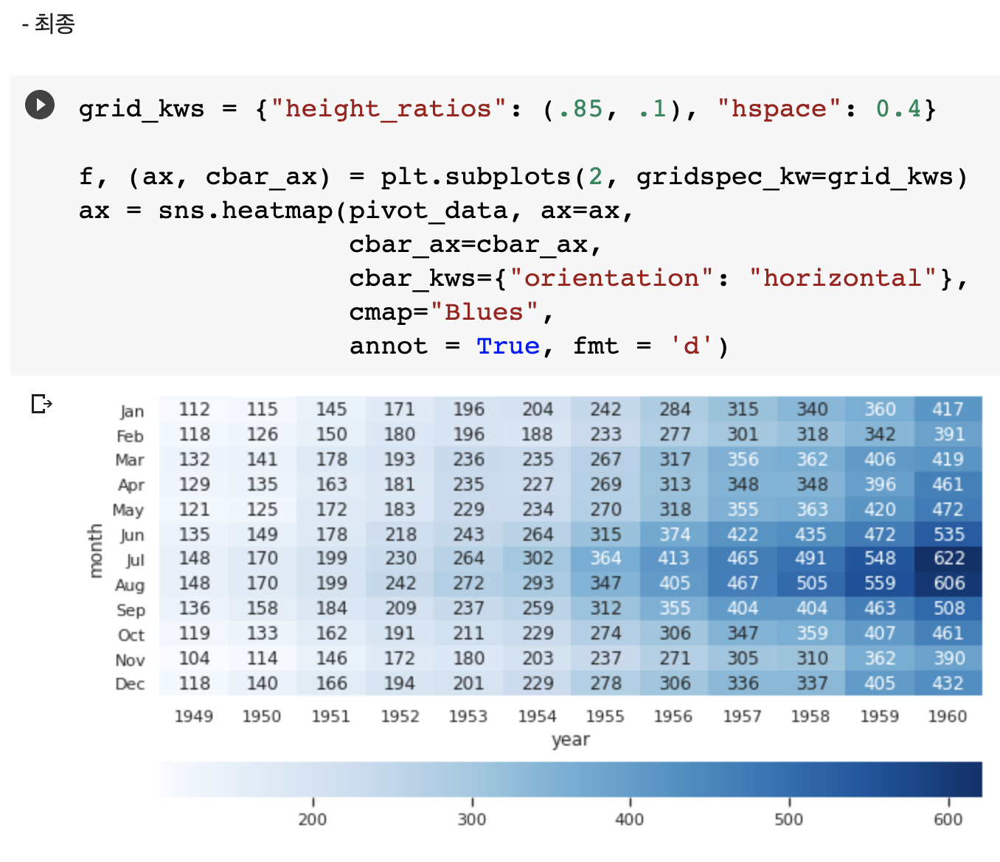 - 최종
grid_kws = {"height_ratios": (.85, .1), "hspace": 0.4}
f, (ax, cbar_ax) = plt.subplots(2, gridspec_kw=grid_kws)
ax = sns.heatmap(pivot_data, ax=ax,
cbar_ax=cbar_ax,
cbar_kws={"orientation": "horizontal"},
cmap="Blues",
annot = True, fmt = 'd')
month
Jan 112 115 145 171 196 204 242 284 315 340 360 417
Feb 118 126 150 180 196 188 233 277 301 318 342 391
Mar 132 141 178 193 236 235 267 317 356 362 406 419
Apr 129 135 163 181 235 227 269 313 348 348 396 461
May 121 125 172 183 229 234 270 318 355 363 420 472
Jun 135 149 178 218 243 264 315 374 422 435 472 535
Jul 148 170 199 230 264 302 364 413 465 491 548 622
Aug 148 170 199 242 272 293 347 405 467 505 559 606
Sep 136 158 184 209 237 259 312 355 404 404 463 508
Oct 119 133 162 191 211 229 274 306 347 359 407 461
Nov 104 114 146 172 180 203 237 271 305 310 362 390
Dec 118 140 166 194 201 229 278 306 336 337 405 432
1949 1950 1951 1952 1953 1954 1955 1956 1957 1958 1959 1960
year
200 300 400 500 600